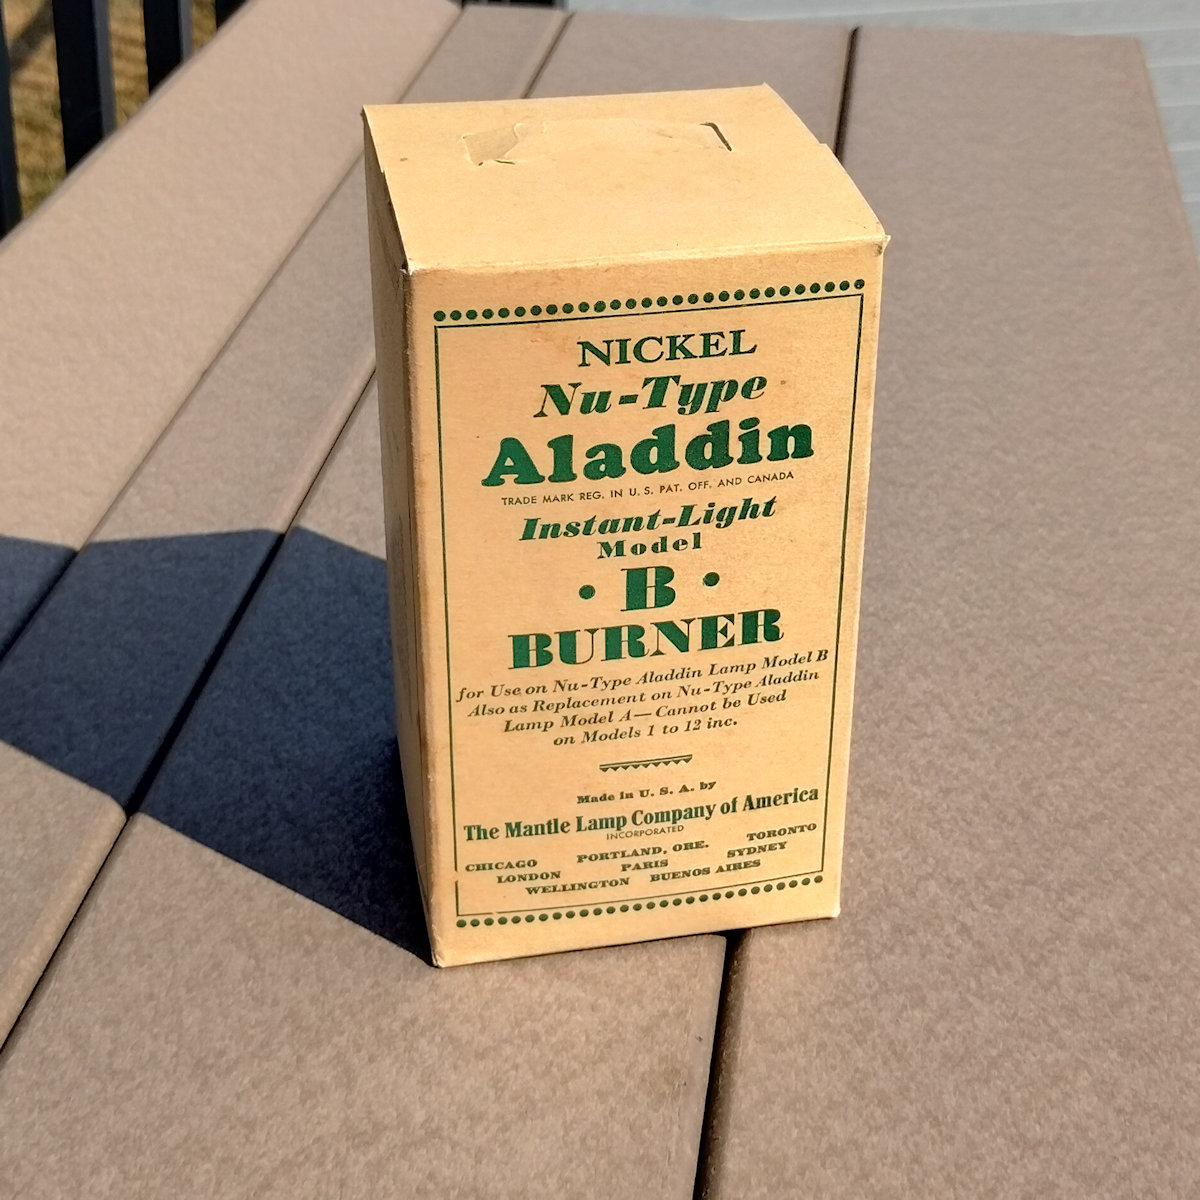 NICKEL
Nu-Type
Aladdin
TRADE MARK REG. IN U. S. PAT. OFF. AND CANADA
Instant-Light
Model
• B •
BURNER
for Use on Nu-Type Aladdin Lamp Model B
Also as Replacement on Nu-Type Aladdin
Lamp Model A—Cannot be Used
on Models 1 to 12 inc.
Made in U. S. A. by
The Mantle Lamp Company of America
INCORPORATED
CHICAGO PORTLAND, ORE. TORONTO
LONDON PARIS SYDNEY
WELLINGTON BUENOS AIRES